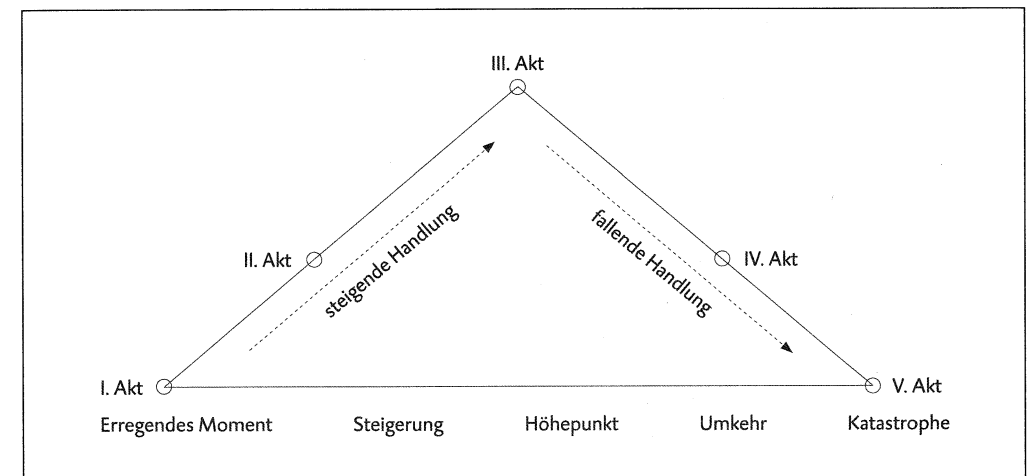 III. Akt
steigende Handlung
fallende Handlung
II. Akt
IV. Akt
I. Akt
V. Akt
Erregendes Moment Steigerung Höhepunkt Umkehr Katastrophe